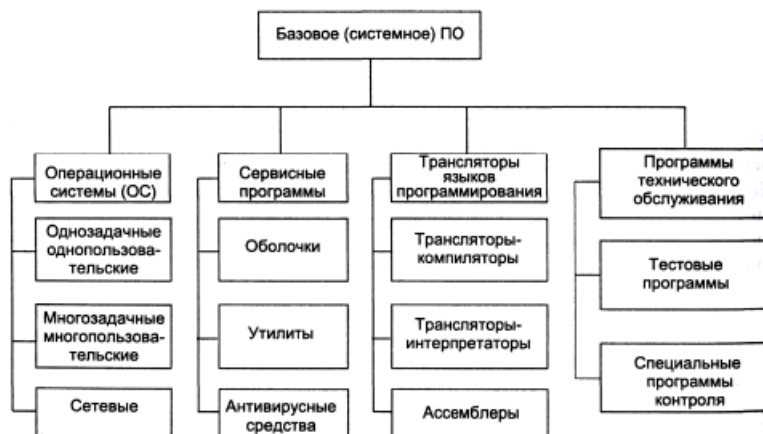 Базовое (системное) ПО
Операционные
системы (ОС)
Однозадачные
однопользова-
тельские
Многозадачные
многопользова-
тельские
Сетевые
Сервисные
программы
Оболочки
Утилиты
Антивирусные
средства
Трансляторы
языков
программирования
Трансляторы-
компиляторы
Трансляторы-
интерпретаторы
Ассемблеры
Программы
технического
обслуживания
Тестовые
программы
Специальные
программы
контроля